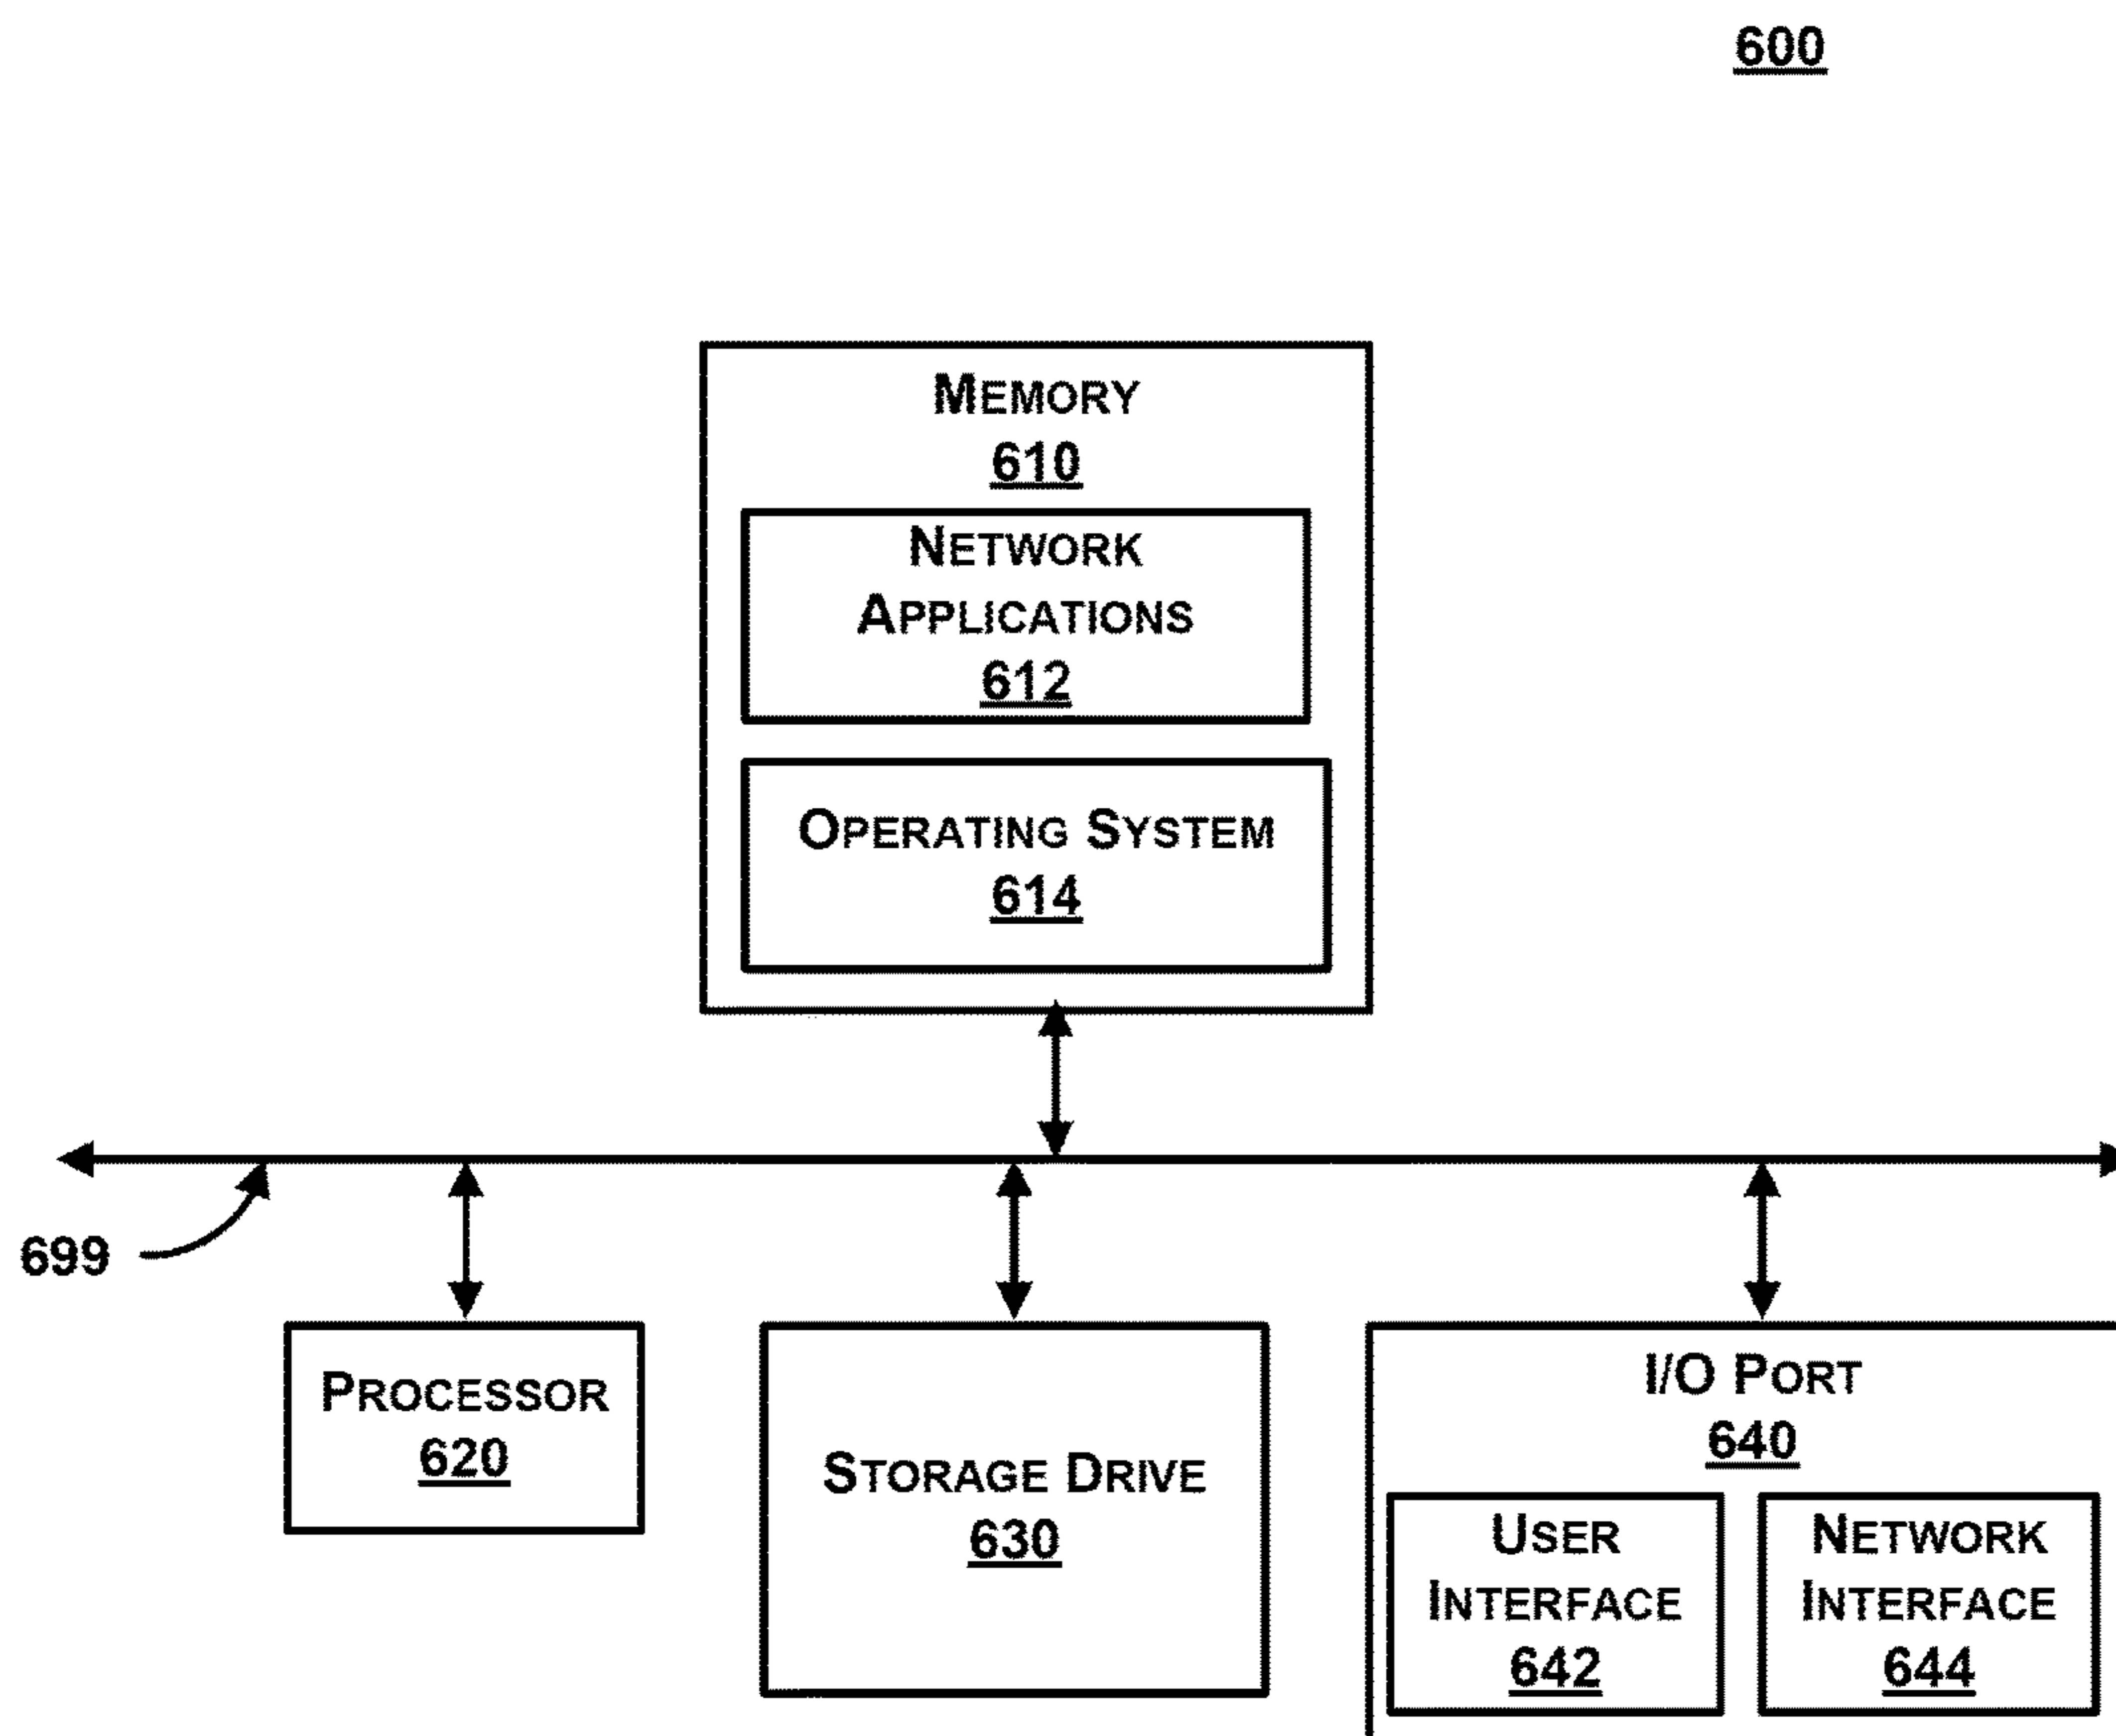 600
MEMORY
610
NETWORK
APPLICATIONS
612
OPERATING SYSTEM
614
699
PROCESSOR
620
STORAGE DRIVE
630
I/O PORT
640
USER
INTERFACE
642
NETWORK
INTERFACE
644